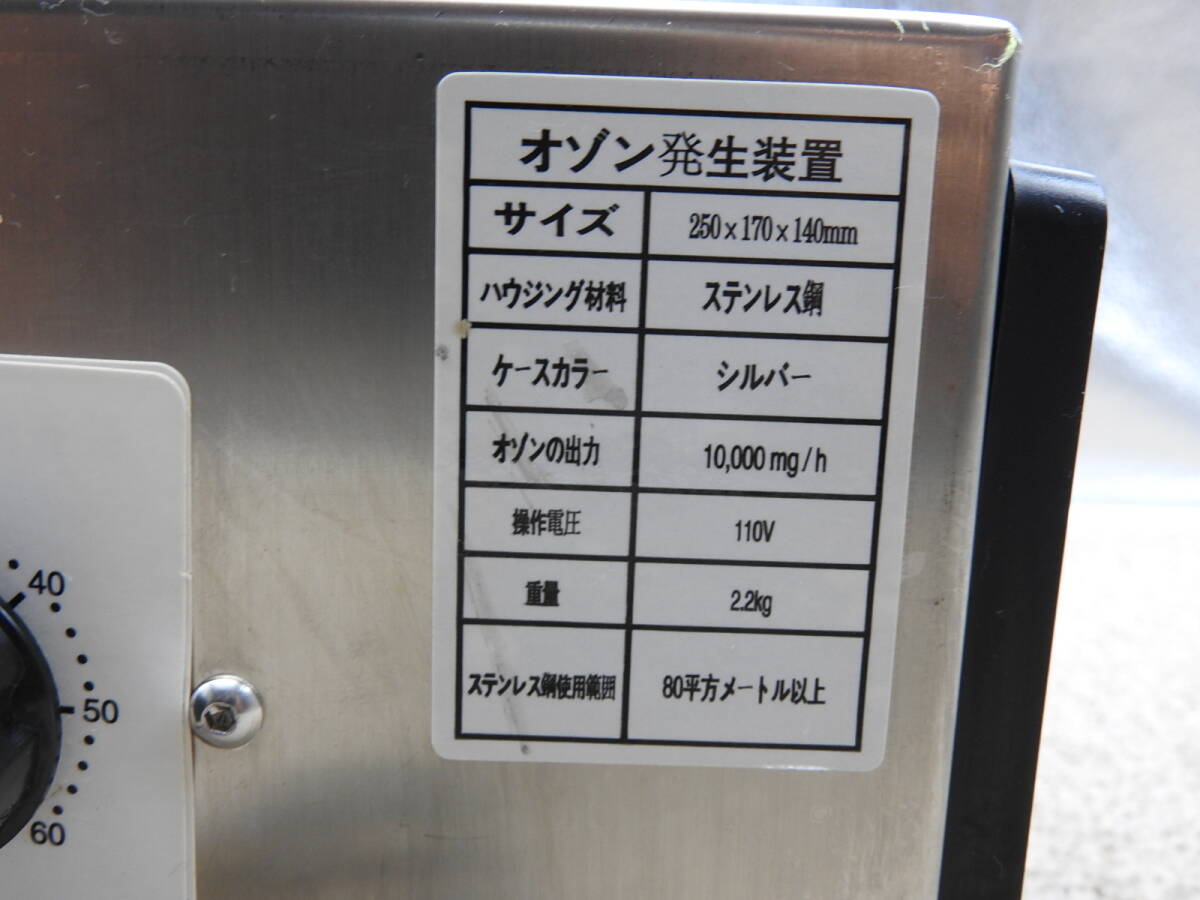 オゾン発生装置
サイズ 250x170x140mm
ハウジング材料 ステンレス鋼
ケースカラー シルバー
オゾンの出力 10,000 mg/h
操作電圧 110V
重量 2.2kg
ステンレス鋼使用範囲 80平方メートル以上
40
50
60